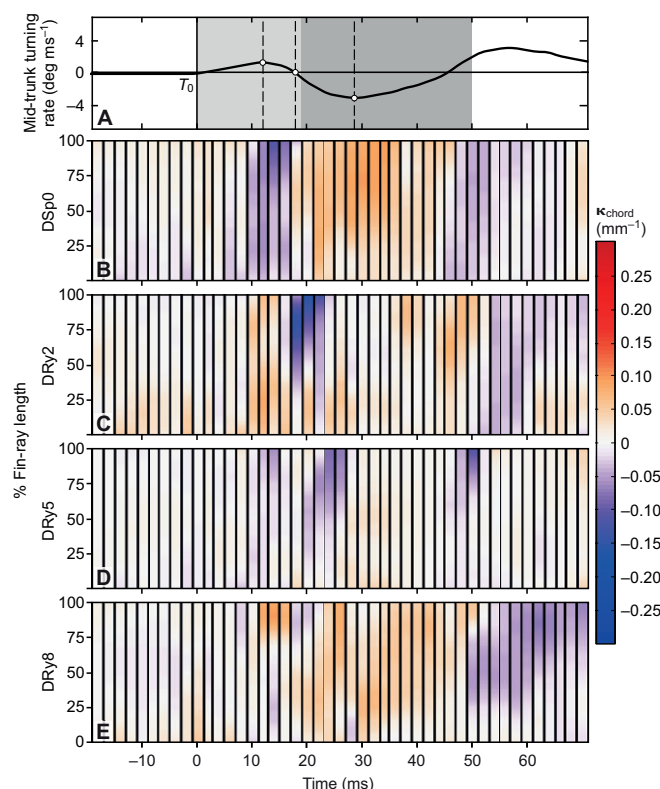 Mid-trunk turning
rate (deg ms⁻¹)
4
0
−4
T₀
A
100
75
50
25
DSp0
B
κchord
(mm⁻¹)
0.25
0.20
0.15
0.10
0.05
0
−0.05
−0.10
−0.15
−0.20
−0.25
% Fin-ray length
100
75
50
25
DRy2
C
100
75
50
25
DRy5
D
100
75
50
25
0
DRy8
E
−10 0 10 20 30 40 50 60
Time (ms)